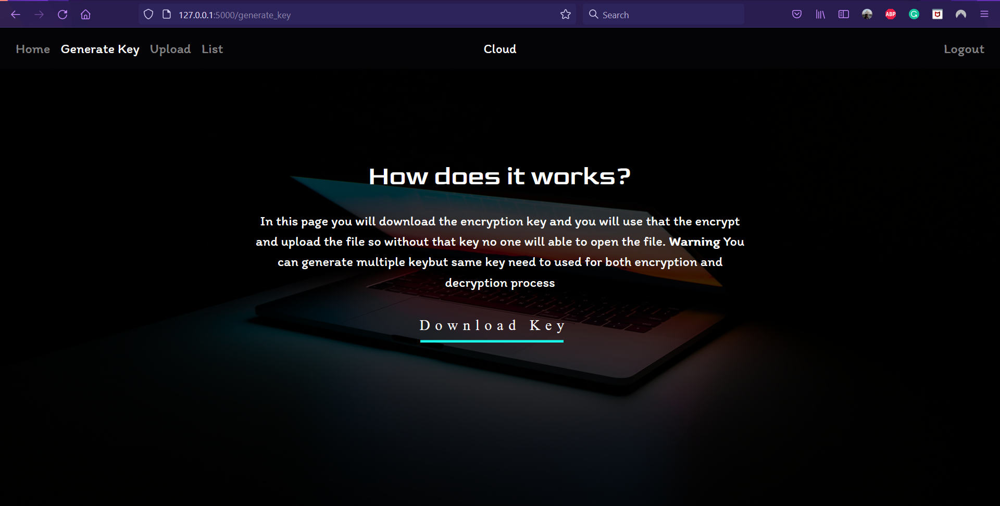 127.0.0.1:5000/generate_key
Search
ABP
Home Generate Key Upload List
Cloud
Logout
How does it works?
In this page you will download the encryption key and you will use that the encrypt
and upload the file so without that key no one will able to open the file. Warning You
can generate multiple keybut same key need to used for both encryption and
decryption process
Download Key